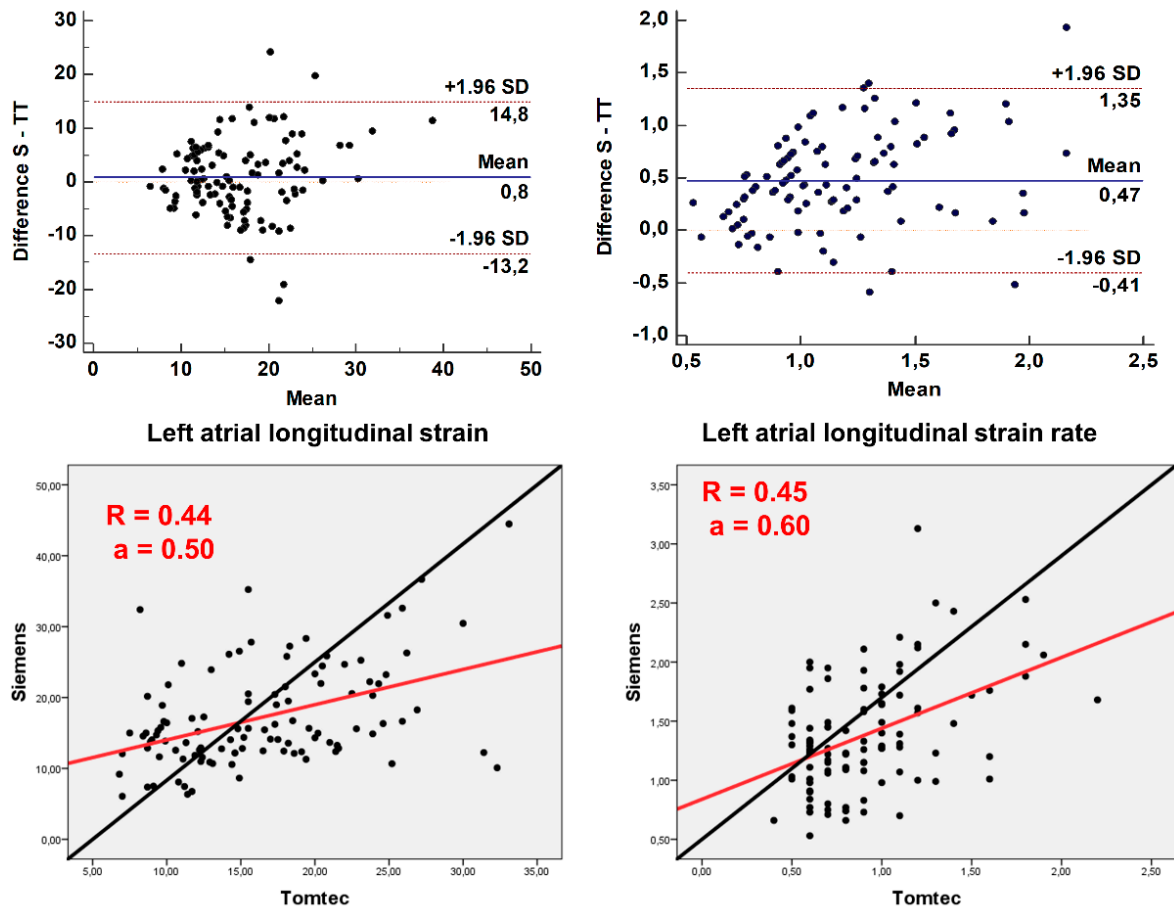 30
20
10
0
-10
-20
-30
Difference S - TT
+1.96 SD
14,8
Mean
0,8
-1.96 SD
-13,2
0
10
20
30
40
50
Mean
2,0
1,5
1,0
0,5
0,0
-0,5
-1,0
Difference S - TT
+1.96 SD
1,35
Mean
0,47
-1.96 SD
-0,41
0,5
1,0
1,5
2,0
2,5
Mean
Left atrial longitudinal strain
R = 0.44
a = 0.50
50,00
40,00
30,00
20,00
10,00
0,00
Siemens
5,00
10,00
15,00
20,00
25,00
30,00
35,00
Tomtec
Left atrial longitudinal strain rate
R = 0.45
a = 0.60
3,50
3,00
2,50
2,00
1,50
1,00
0,50
Siemens
0,00
0,50
1,00
1,50
2,00
2,50
Tomtec